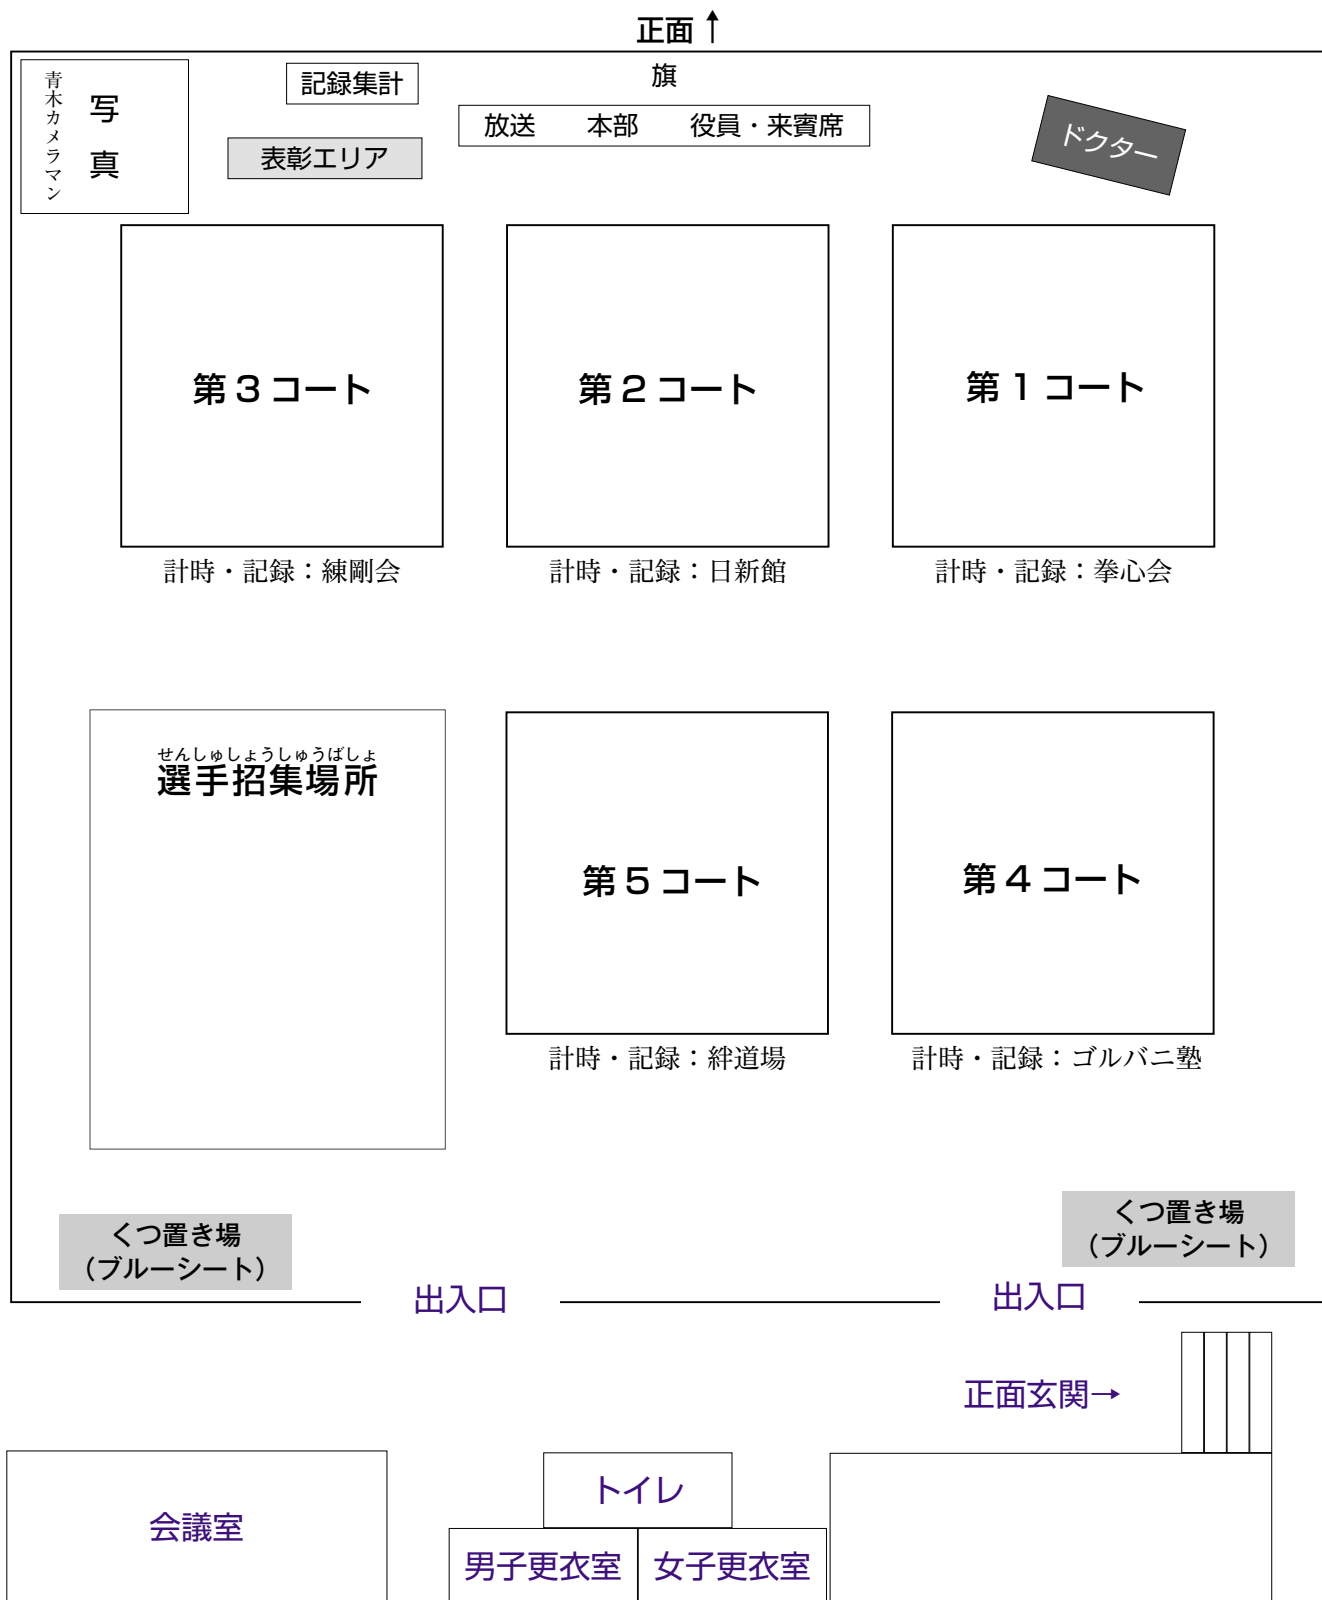 正面↑
旗
青木カメラマン
写真
記録集計
放送 本部 役員・来賓席
表彰エリア
ドクター
第3コート
第2コート
第1コート
計時・記録：練剛会
計時・記録：日新館
計時・記録：拳心会
せんしゅしょうしゅうばしょ
選手招集場所
第5コート
第4コート
計時・記録：絆道場
計時・記録：ゴルバニ塾
くつ置き場
（ブルーシート）
くつ置き場
（ブルーシート）
出入口
出入口
正面玄関→
会議室
トイレ
男子更衣室
女子更衣室